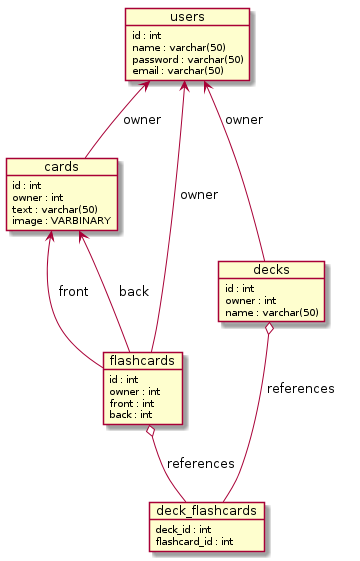 users
id : int
name : varchar(50)
password : varchar(50)
email : varchar(50)
owner
owner
cards
id : int
owner : int
text : varchar(50)
image : VARBINARY
owner
decks
id : int
owner : int
name : varchar(50)
front
back
flashcards
id : int
owner : int
front : int
back : int
references
references
deck_flashcards
deck_id : int
flashcard_id : int